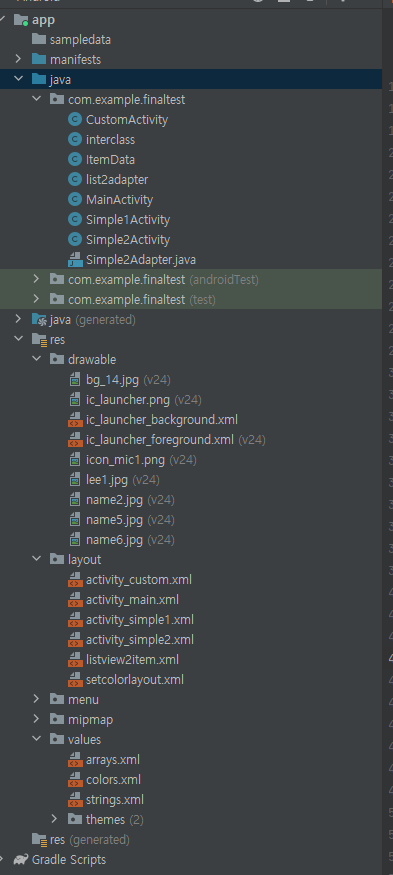 app
sampledata
manifests
java
com.example.finaltest
CustomActivity
interclass
ItemData
list2adapter
MainActivity
Simple1Activity
Simple2Activity
Simple2Adapter.java
com.example.finaltest (androidTest)
com.example.finaltest (test)
java (generated)
res
drawable
bg_14.jpg (v24)
ic_launcher.png (v24)
ic_launcher_background.xml
ic_launcher_foreground.xml (v24)
icon_mic1.png (v24)
lee1.jpg (v24)
name2.jpg (v24)
name5.jpg (v24)
name6.jpg (v24)
layout
activity_custom.xml
activity_main.xml
activity_simple1.xml
activity_simple2.xml
listview2item.xml
setcolorlayout.xml
menu
mipmap
values
arrays.xml
colors.xml
strings.xml
themes (2)
res (generated)
Gradle Scripts